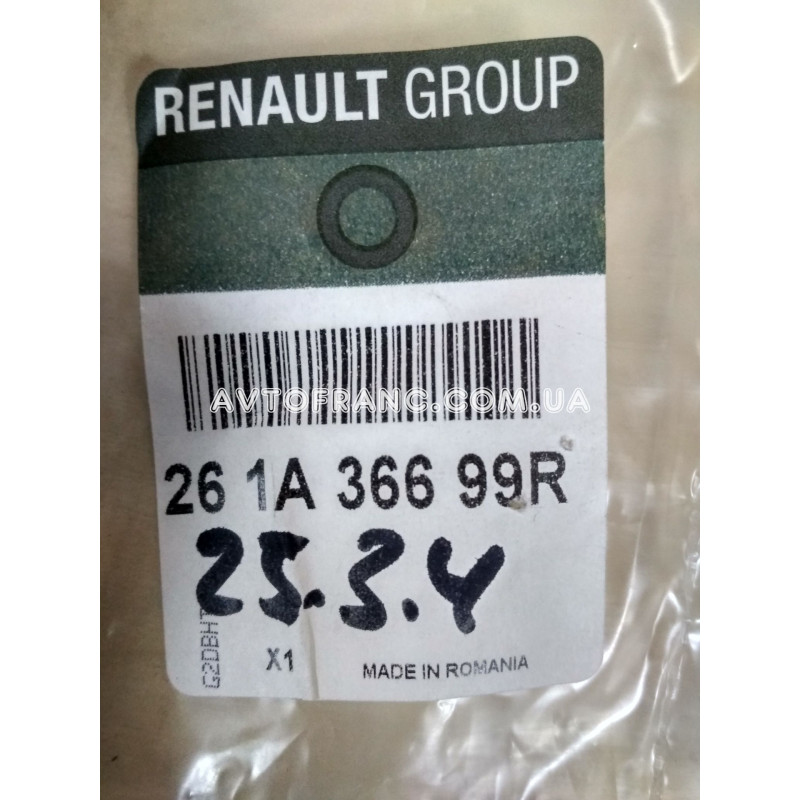 RENAULT GROUP
AVTOFRANC.COM.UA
26 1A 366 99R
25.3.4
G2DBHT
X1
MADE IN ROMANIA